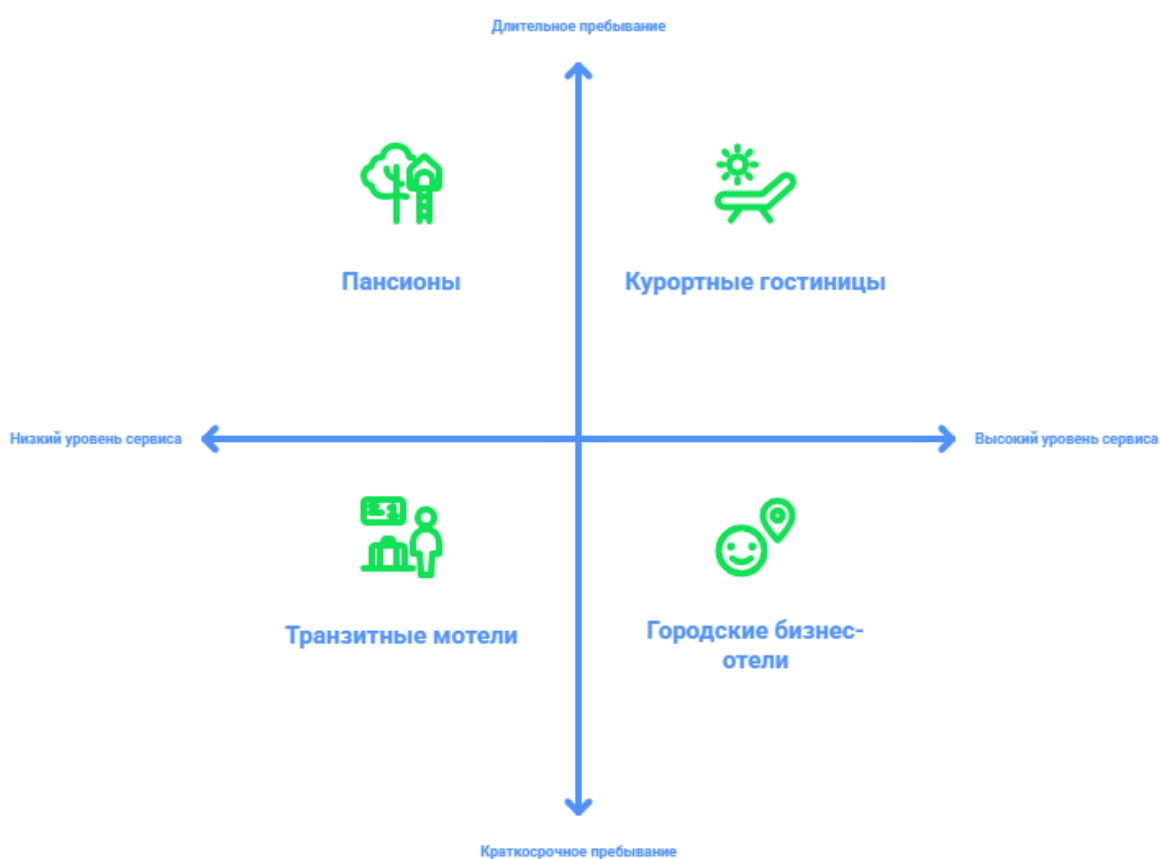 Длительное пребывание
Пансионы
Курортные гостиницы
Низкий уровень сервиса
Высокий уровень сервиса
Транзитные мотели
Городские бизнес-
отели
Краткосрочное пребывание